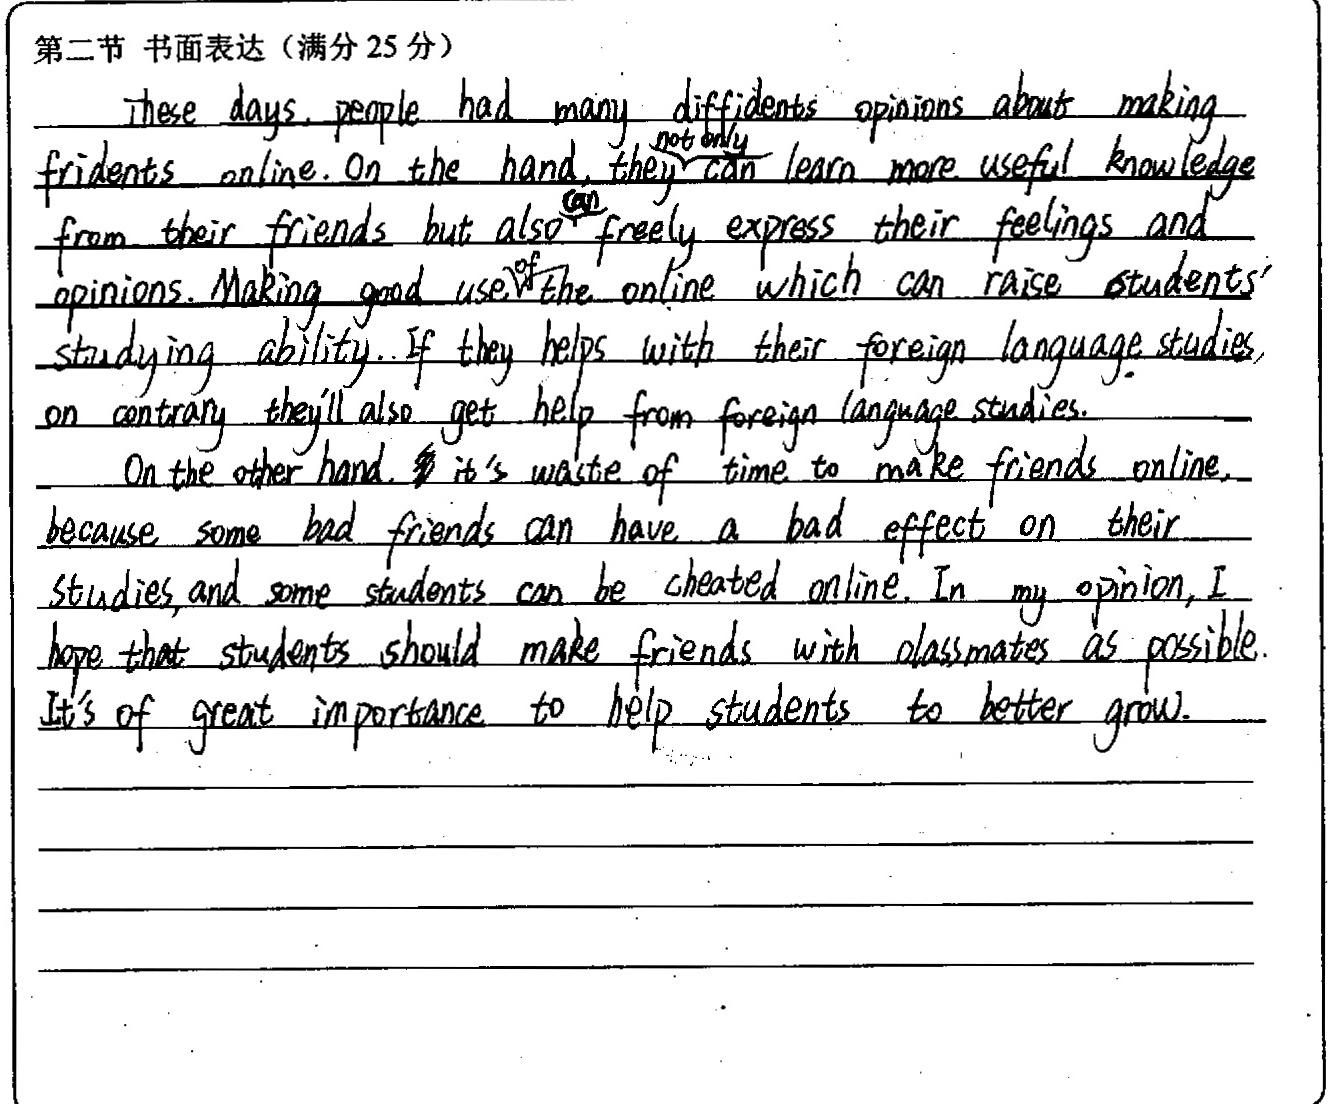 第二节 书面表达（满分 25 分）
These days, people had many diffidents opinions about making
fridents online. On the hand, they not only can learn more useful knowledge
from their friends but also can freely express their feelings and
opinions. Making good use of the online which can raise students'
studying ability. If they helps with their foreign language studies,
on contrary they'll also get help from foreign language studies.
On the other hand. it's waste of time to make friends online,
because some bad friends can have a bad effect on their
studies, and some students can be cheated online. In my opinion, I
hope that students should make friends with classmates as possible.
It's of great importance to help students to better grow.